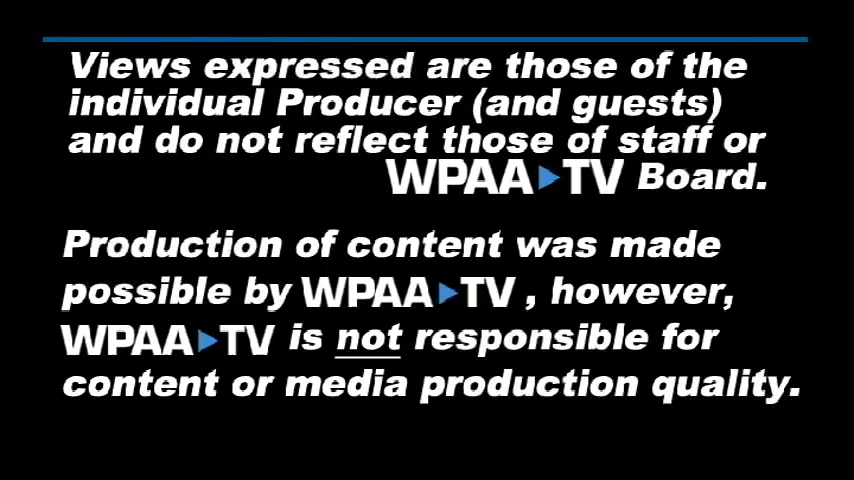 Views expressed are those of the
individual Producer (and guests)
and do not reflect those of staff or
WPAA▶TV Board.
Production of content was made
possible by WPAA▶TV , however,
WPAA▶TV is not responsible for
content or media production quality.